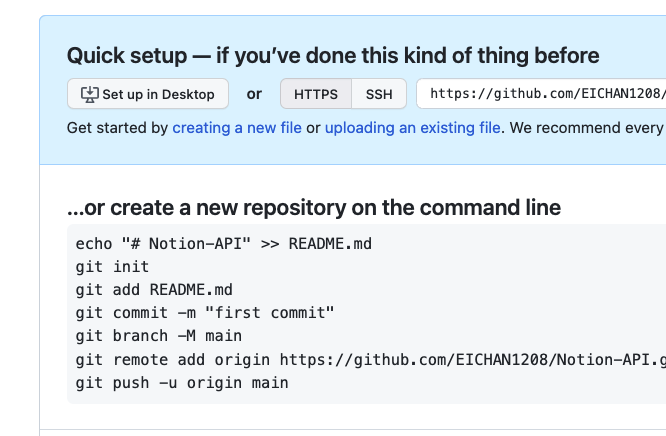 Quick setup — if you've done this kind of thing before
Set up in Desktop or HTTPS SSH https://github.com/EICHAN1208/
Get started by creating a new file or uploading an existing file. We recommend every
...or create a new repository on the command line
echo "# Notion-API" >> README.md
git init
git add README.md
git commit -m "first commit"
git branch -M main
git remote add origin https://github.com/EICHAN1208/Notion-API.g
git push -u origin main